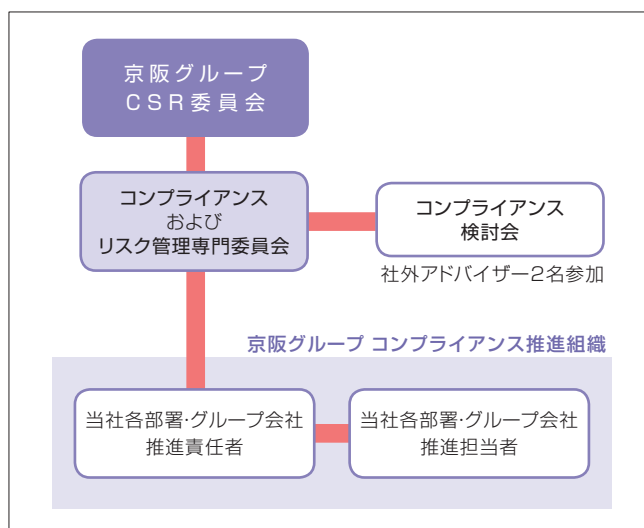 京阪グループ
CSR委員会
コンプライアンス
および
リスク管理専門委員会
コンプライアンス
検討会
社外アドバイザー2名参加
京阪グループ コンプライアンス推進組織
当社各部署・グループ会社
推進責任者
当社各部署・グループ会社
推進担当者